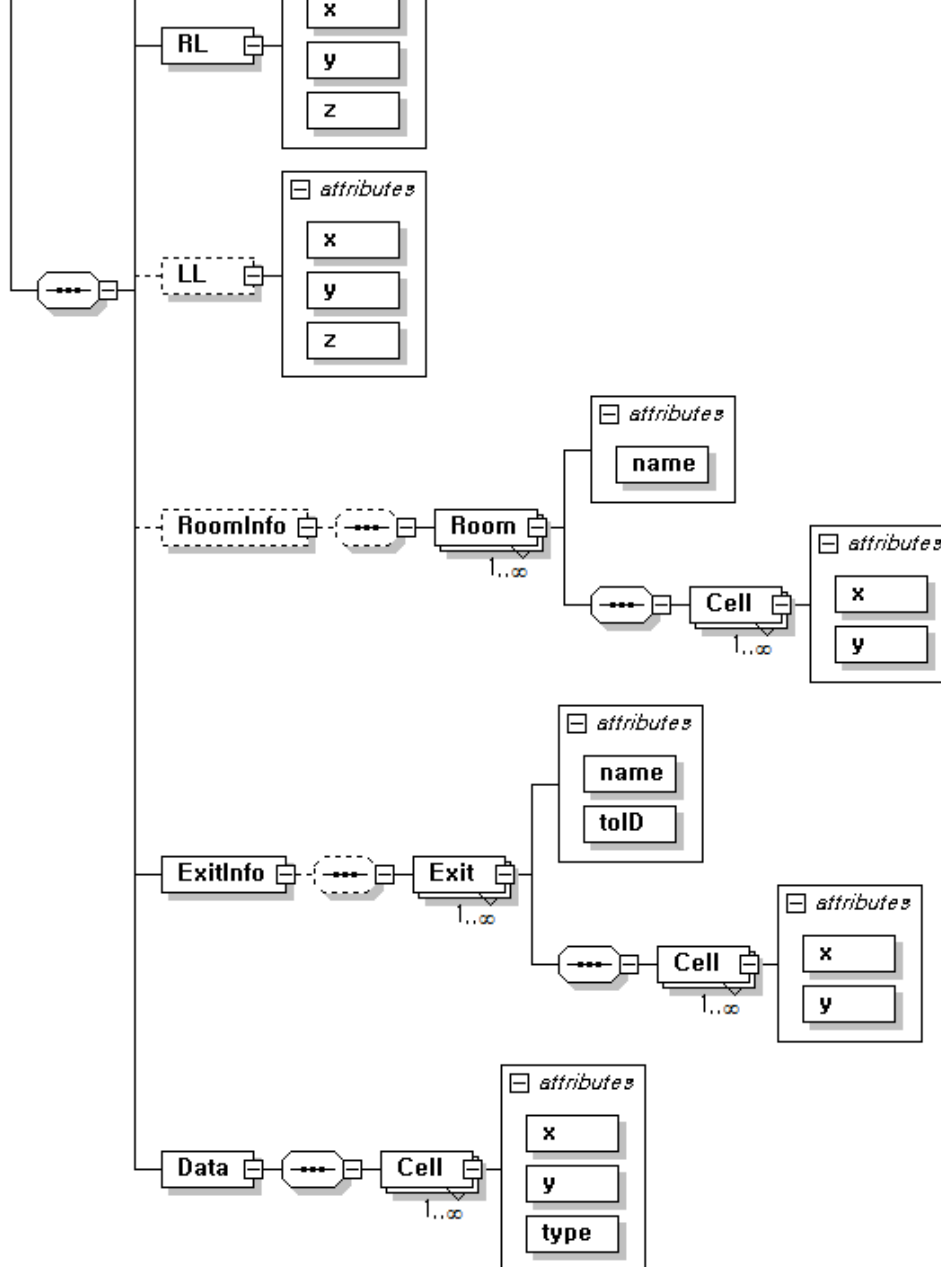 x
RL
y
z
attributes
x
LL
y
z
attributes
name
RoomInfo
Room
1..∞
attributes
x
Cell
y
1..∞
attributes
name
toID
ExitInfo
Exit
1..∞
attributes
x
Cell
y
1..∞
attributes
x
Data
Cell
y
1..∞
type